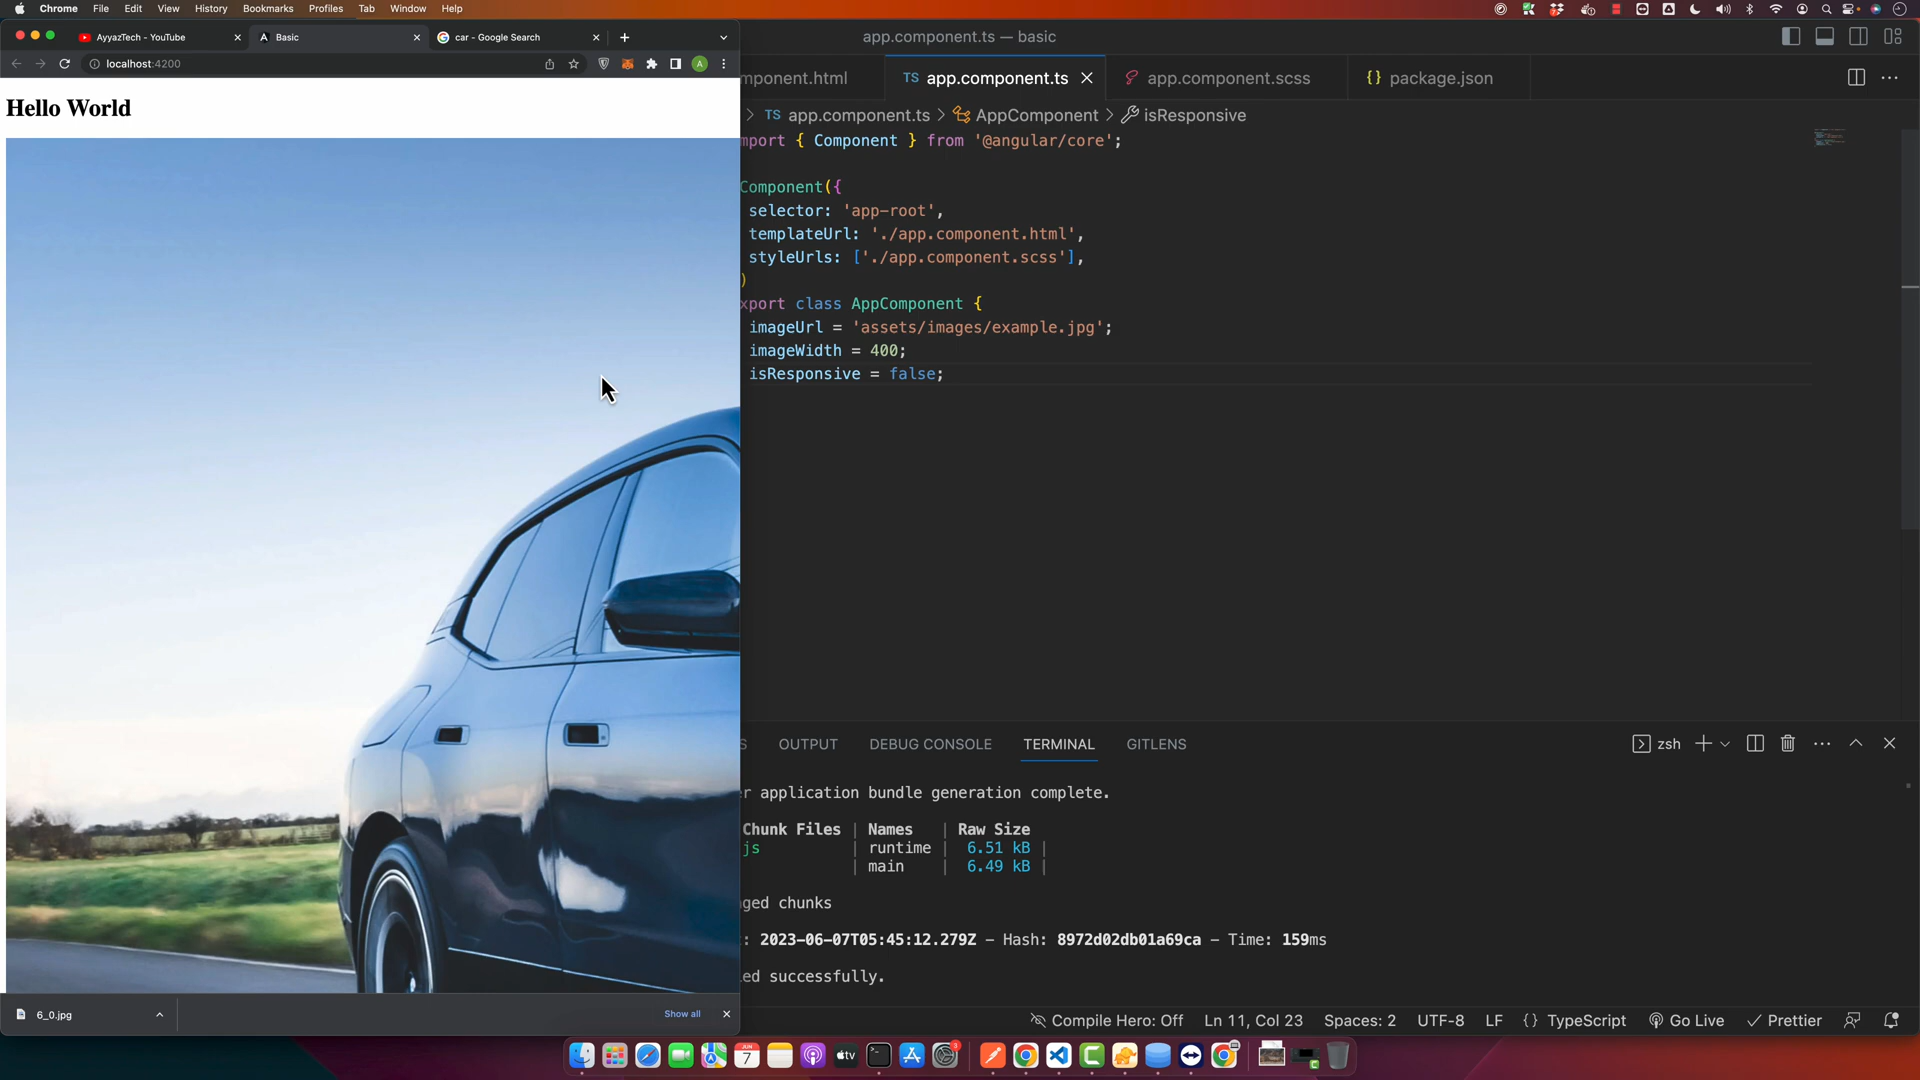 Chrome File Edit View History Bookmarks Profiles Tab Window Help
AyyazTech - YouTube
Basic
car - Google Search
app.component.ts — basic
localhost:4200
A
mponent.html
TS app.component.ts
app.component.scss
{} package.json
TS app.component.ts > AppComponent > isResponsive
Hello World
mport { Component } from '@angular/core';
Component({
selector: 'app-root',
templateUrl: './app.component.html',
styleUrls: ['./app.component.scss'],
)
xport class AppComponent {
imageUrl = 'assets/images/example.jpg';
imageWidth = 400;
isResponsive = false;
S OUTPUT DEBUG CONSOLE TERMINAL GITLENS
zsh
er application bundle generation complete.
Chunk Files | Names | Raw Size
js | runtime | 6.51 kB |
| main | 6.49 kB |
ged chunks
: 2023-06-07T05:45:12.279Z - Hash: 8972d02db01a69ca - Time: 159ms
ed successfully.
6_0.jpg
Show all
Compile Hero: Off Ln 11, Col 23 Spaces: 2 UTF-8 LF {} TypeScript Go Live Prettier
JUN
7
tv
3